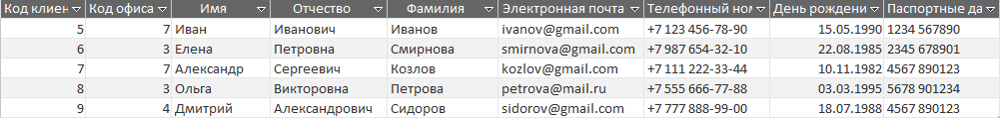 Код клиен Код офиса Имя Отчество Фамилия Электронная почта Телефонный ном День рождени Паспортные да
5 7 Иван Иванович Иванов ivanov@gmail.com +7 123 456-78-90 15.05.1990 1234 567890
6 3 Елена Петровна Смирнова smirnova@gmail.com +7 987 654-32-10 22.08.1985 2345 678901
7 7 Александр Сергеевич Козлов kozlov@gmail.com +7 111 222-33-44 10.11.1982 4567 890123
8 3 Ольга Викторовна Петрова petrova@mail.ru +7 555 666-77-88 03.03.1995 5678 901234
9 4 Дмитрий Александрович Сидоров sidorov@gmail.com +7 777 888-99-00 18.07.1988 4567 890123